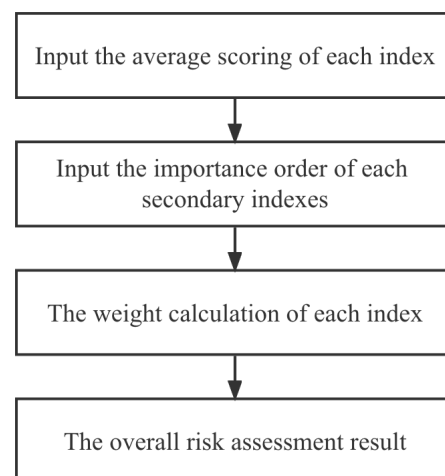 Input the average scoring of each index
Input the importance order of each
secondary indexes
The weight calculation of each index
The overall risk assessment result